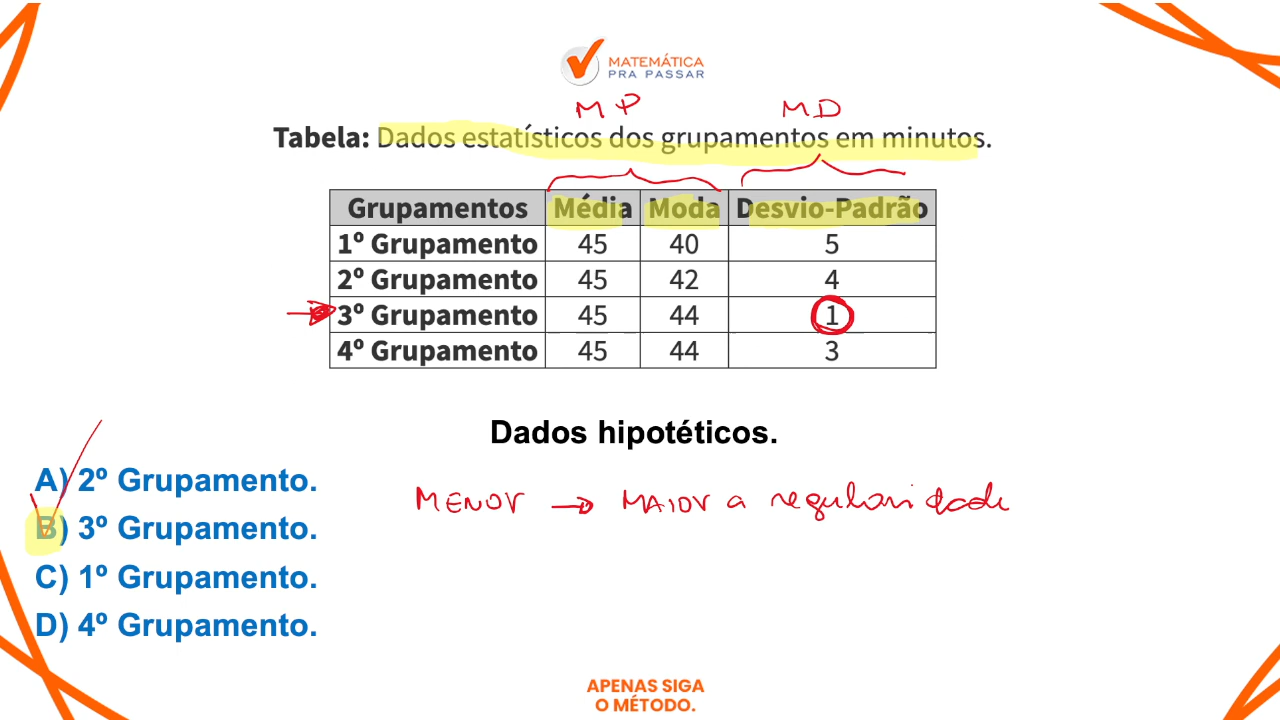 MATEMÁTICA
PRA PASSAR
MP MD
Tabela: Dados estatísticos dos grupamentos em minutos.
Grupamentos Média Moda Desvio-Padrão
1º Grupamento 45 40 5
2º Grupamento 45 42 4
3º Grupamento 45 44 1
4º Grupamento 45 44 3
Dados hipotéticos.
A) 2º Grupamento.
MENOR → MAIOR a regularidade
B) 3º Grupamento.
C) 1º Grupamento.
D) 4º Grupamento.
APENAS SIGA
O MÉTODO.